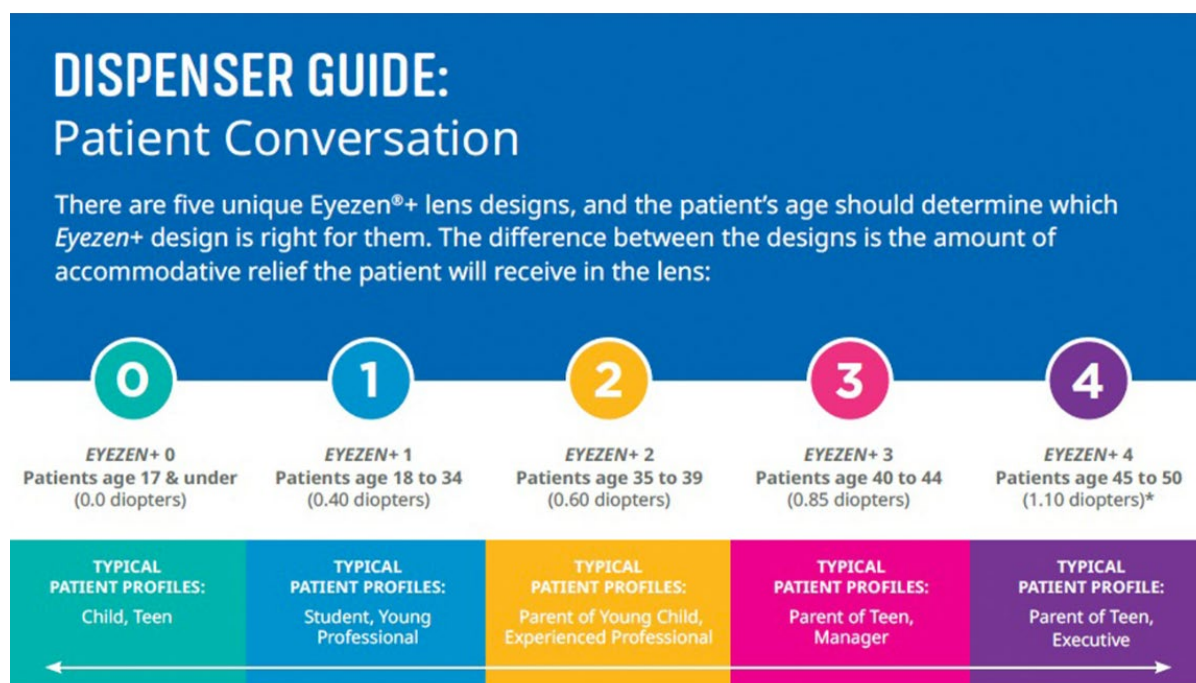 DISPENSER GUIDE:
Patient Conversation
There are five unique Eyezen®+ lens designs, and the patient's age should determine which
Eyezen+ design is right for them. The difference between the designs is the amount of
accommodative relief the patient will receive in the lens:
0
EYEZEN+ 0
Patients age 17 & under
(0.0 diopters)
TYPICAL
PATIENT PROFILES:
Child, Teen
1
EYEZEN+ 1
Patients age 18 to 34
(0.40 diopters)
TYPICAL
PATIENT PROFILES:
Student, Young
Professional
2
EYEZEN+ 2
Patients age 35 to 39
(0.60 diopters)
TYPICAL
PATIENT PROFILES:
Parent of Young Child,
Experienced Professional
3
EYEZEN+ 3
Patients age 40 to 44
(0.85 diopters)
TYPICAL
PATIENT PROFILES:
Parent of Teen,
Manager
4
EYEZEN+ 4
Patients age 45 to 50
(1.10 diopters)*
TYPICAL
PATIENT PROFILE:
Parent of Teen,
Executive